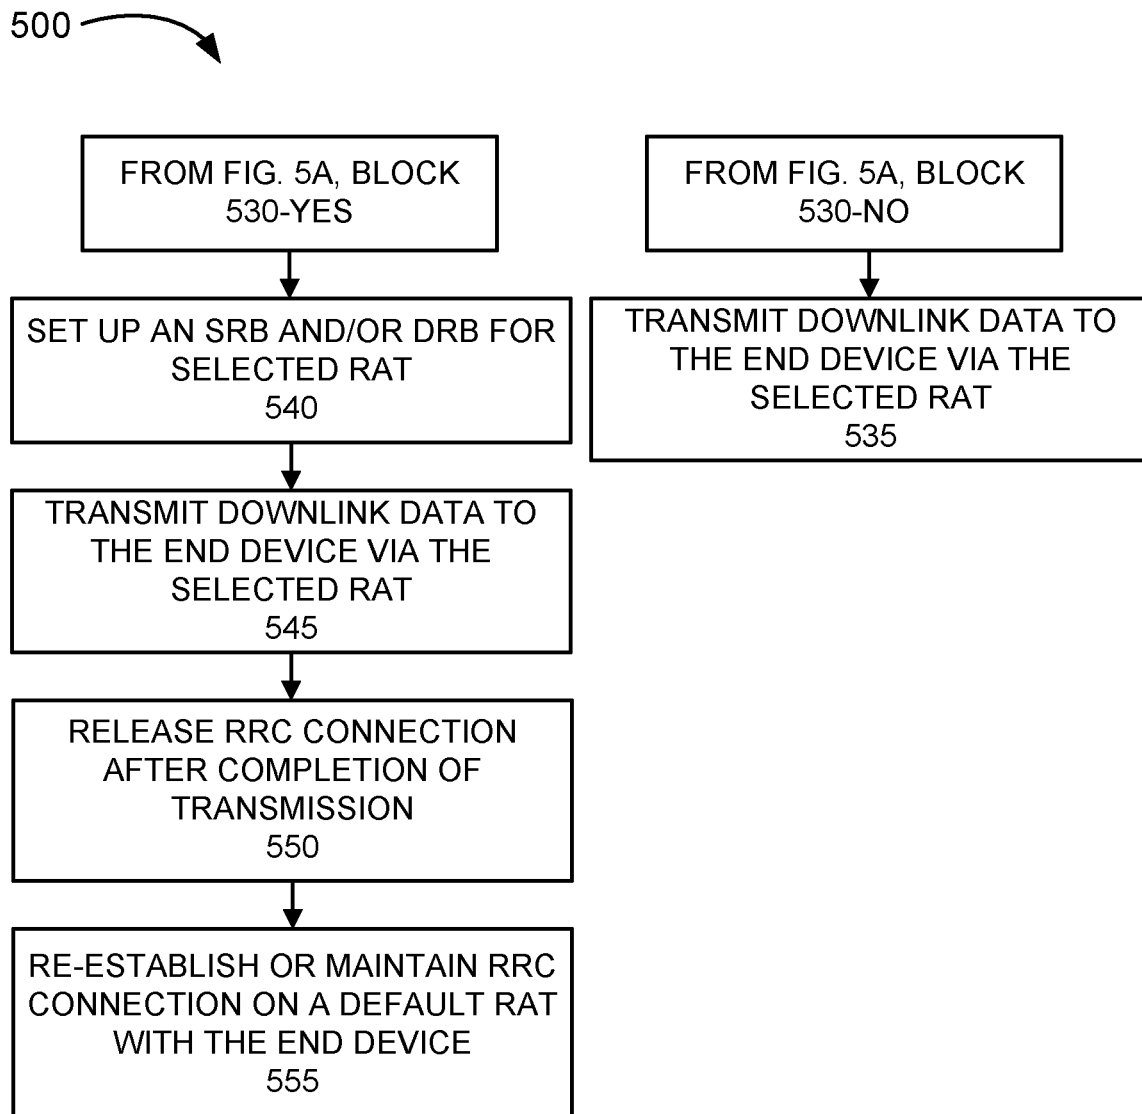 500
FROM FIG. 5A, BLOCK
530-YES
SET UP AN SRB AND/OR DRB FOR
SELECTED RAT
540
TRANSMIT DOWNLINK DATA TO
THE END DEVICE VIA THE
SELECTED RAT
545
RELEASE RRC CONNECTION
AFTER COMPLETION OF
TRANSMISSION
550
RE-ESTABLISH OR MAINTAIN RRC
CONNECTION ON A DEFAULT RAT
WITH THE END DEVICE
555
FROM FIG. 5A, BLOCK
530-NO
TRANSMIT DOWNLINK DATA TO
THE END DEVICE VIA THE
SELECTED RAT
535